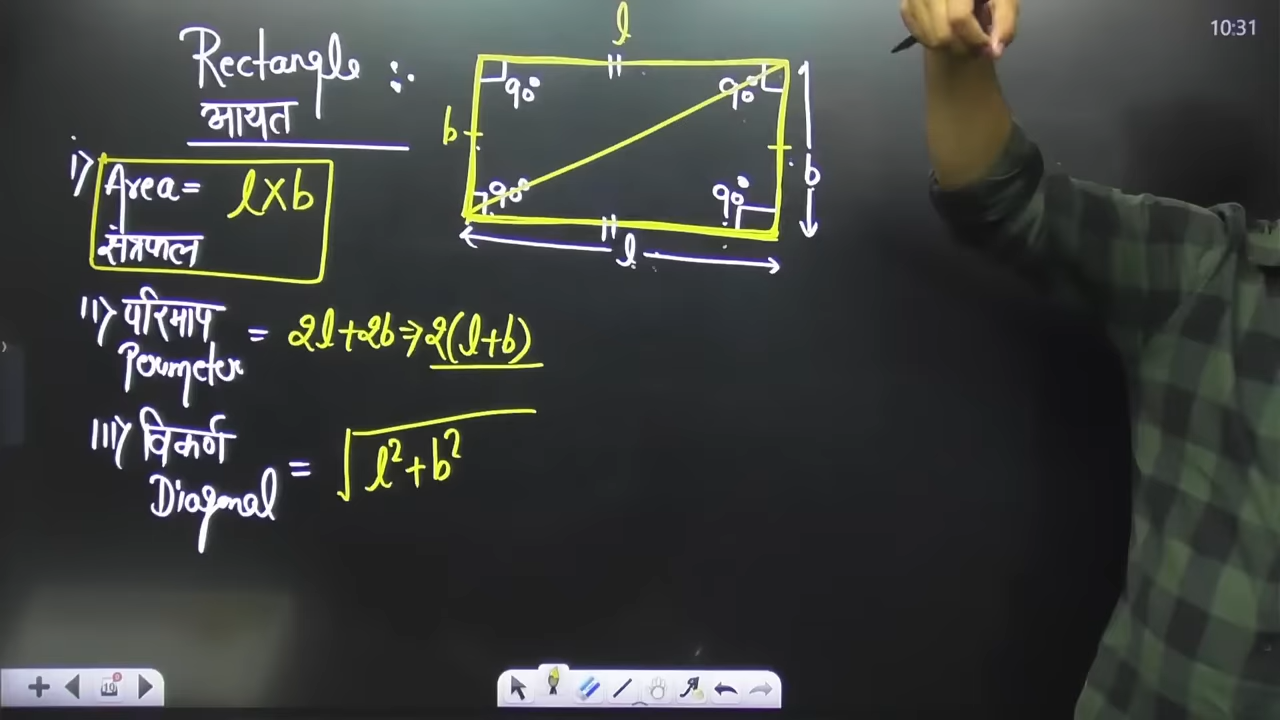 10:31
Rectangle :-
आयत
l
90° 90°
b
b
90° 90°
l
i) Area = l×b
क्षेत्रफल
ii) परिमाप
Perimeter = 2l+2b ⇒ 2(l+b)
iii) विकर्ण
Diagonal = √l²+b²
10